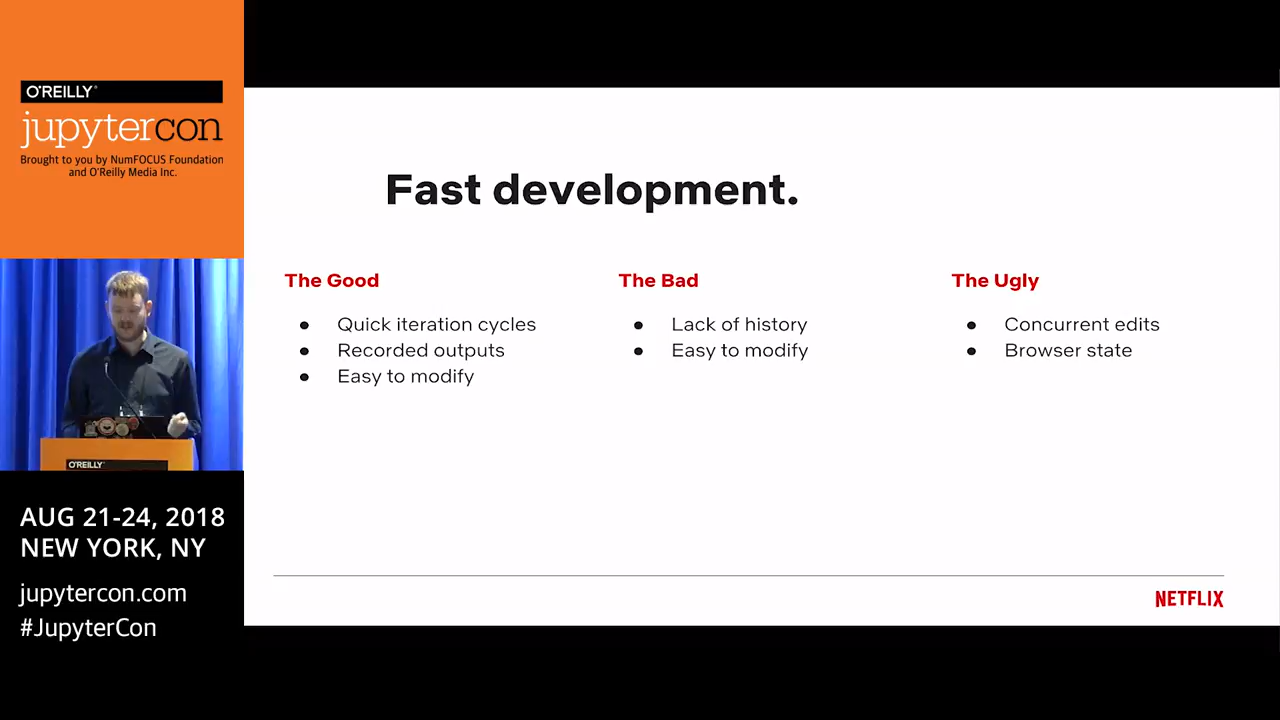 O'REILLY®
jupytercon
Brought to you by NumFOCUS Foundation
and O'Reilly Media Inc.
O'REILLY
AUG 21-24, 2018
NEW YORK, NY
jupytercon.com
#JupyterCon
Fast development.
The Good
● Quick iteration cycles
● Recorded outputs
● Easy to modify
The Bad
● Lack of history
● Easy to modify
The Ugly
● Concurrent edits
● Browser state
NETFLIX